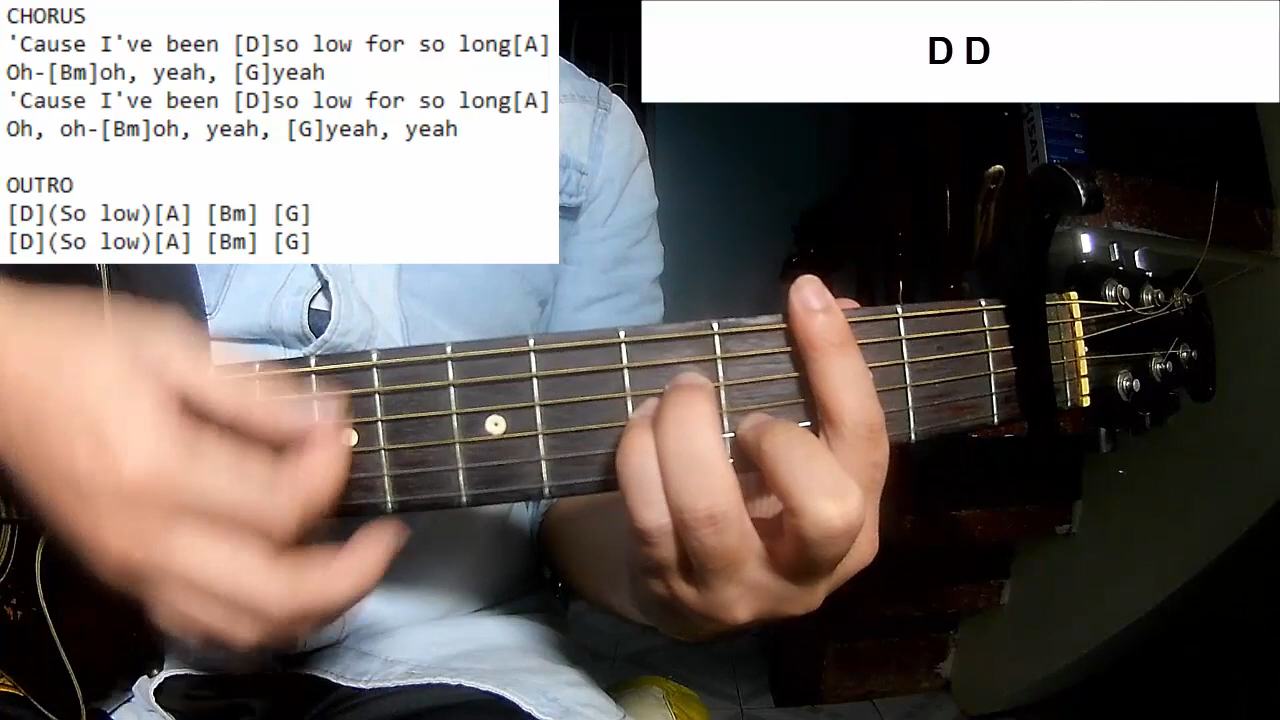 CHORUS
'Cause I've been [D]so low for so long[A]
Oh-[Bm]oh, yeah, [G]yeah
'Cause I've been [D]so low for so long[A]
Oh, oh-[Bm]oh, yeah, [G]yeah, yeah
OUTRO
[D](So low)[A] [Bm] [G]
[D](So low)[A] [Bm] [G]
D D